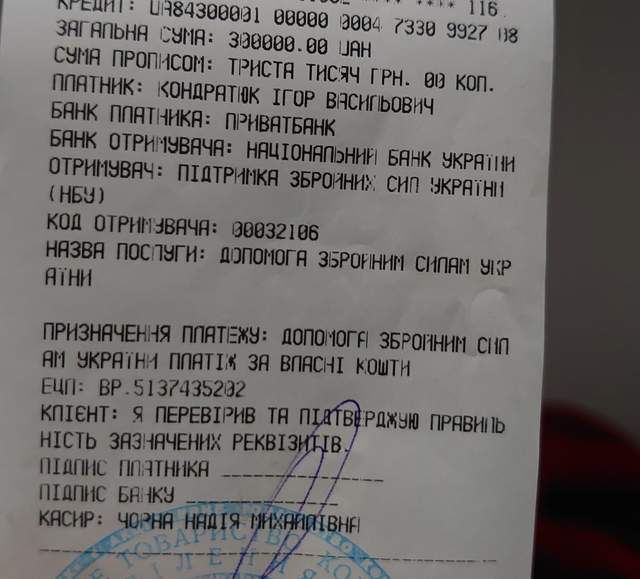 **** 116
КРЕДИТ: UA84300001 00000 0004 7330 9927 08
ЗАГАЛЬНА СУМА: 300000.00 UAH
СУМА ПРОПИСОМ: ТРИСТА ТИСЯЧ ГРН. 00 КОП.
ПЛАТНИК: КОНДРАТЮК ІГОР ВАСИЛЬОВИЧ
БАНК ПЛАТНИКА: ПРИВАТБАНК
БАНК ОТРИМУВАЧА: НАЦІОНАЛЬНИЙ БАНК УКРАЇНИ
ОТРИМУВАЧ: ПІДТРИМКА ЗБРОЙНИХ СИЛ УКРАЇНИ
(НБУ)
КОД ОТРИМУВАЧА: 00032106
НАЗВА ПОСЛУГИ: ДОПОМОГА ЗБРОЙНИМ СИЛАМ УКР
АЇНИ
ПРИЗНАЧЕННЯ ПЛАТЕЖУ: ДОПОМОГА ЗБРОЙНИМ СИЛ
АМ УКРАЇНИ ПЛАТІЖ ЗА ВЛАСНІ КОШТИ
ЕЦП: BP.5137435202
КЛІЄНТ: Я ПЕРЕВІРИВ ТА ПІДТВЕРДЖУЮ ПРАВИЛЬ
НІСТЬ ЗАЗНАЧЕНИХ РЕКВІЗИТІВ.
ПІДПИС ПЛАТНИКА
ПІДПИС БАНКУ
КАСИР: ЧОРНА НАДІЯ МИХАЙЛІВНА
ТОВАРИСТВО